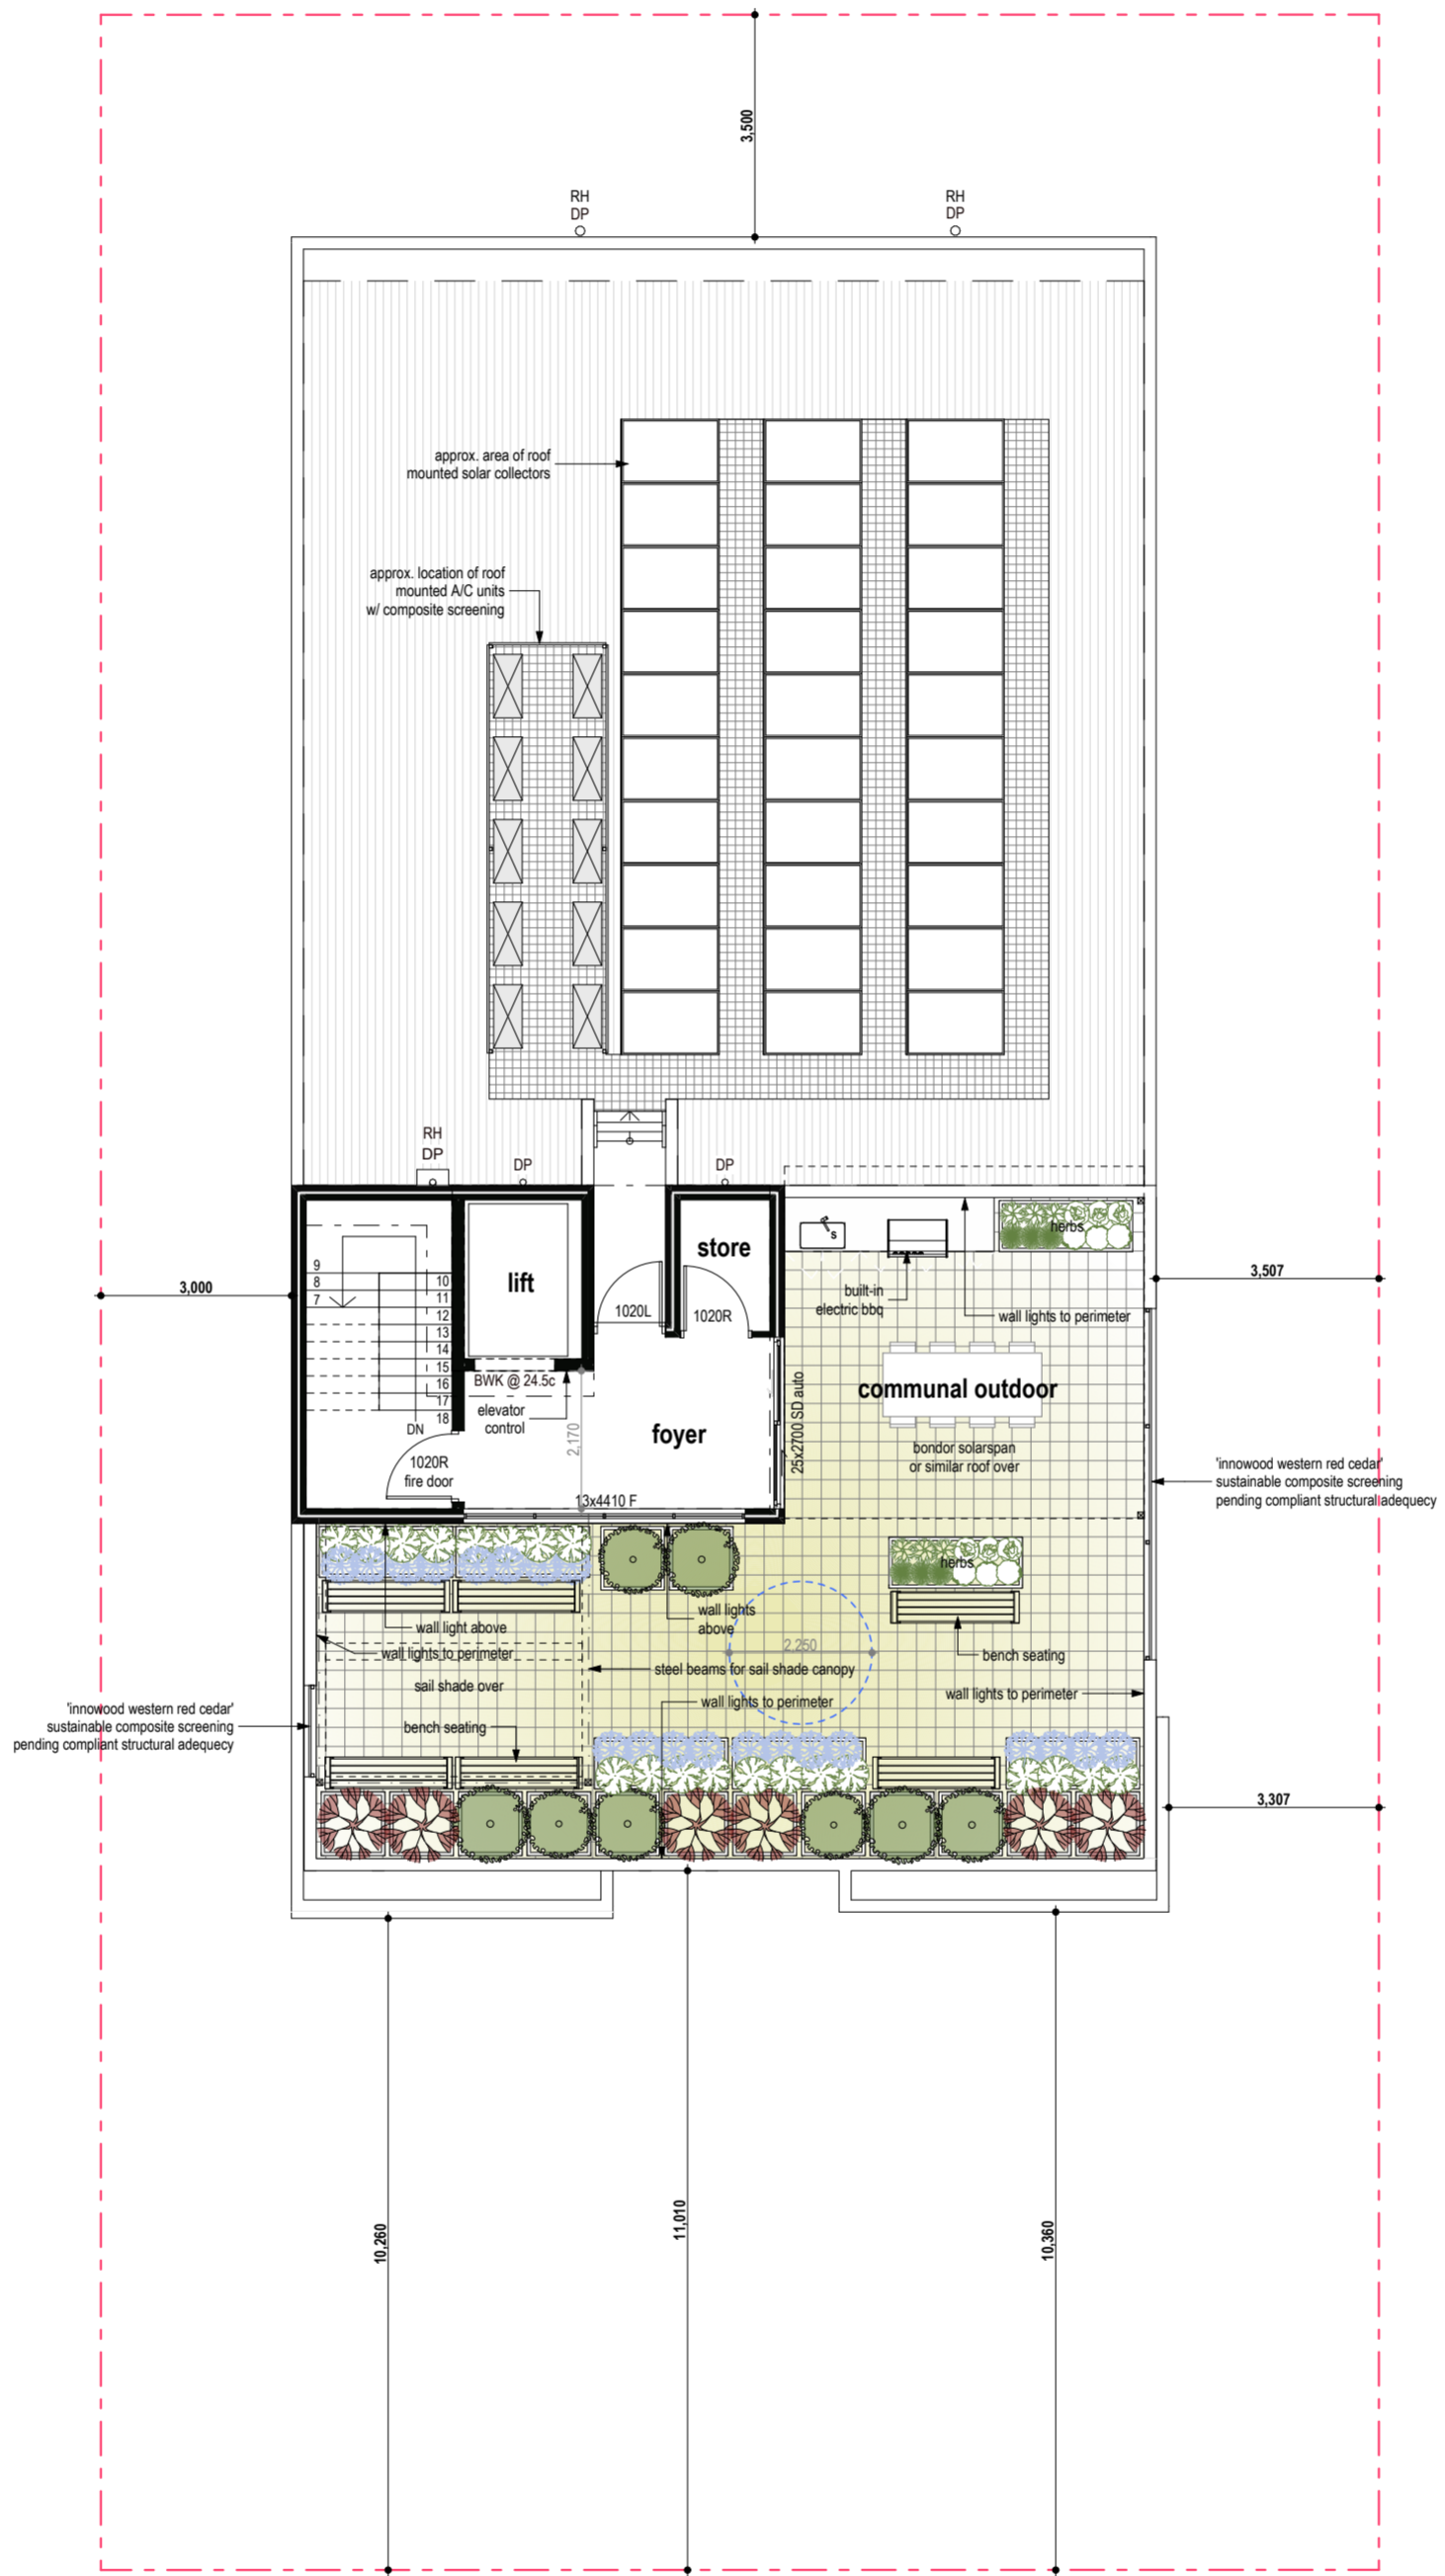 3,500
RH
DP
RH
DP
approx. area of roof
mounted solar collectors
approx. location of roof
mounted A/C units
w/ composite screening
RH
DP
DP
DP
store
lift
herbs
9
8
7
10
11
12
13
14
15
16
17
18
DN
1020L
1020R
built-in
electric bbq
wall lights to perimeter
3,507
3,000
s
BWK @ 24.5c
elevator
control
2,170
foyer
25x2700 SD auto
communal outdoor
bondor solarspan
or similar roof over
1020R
fire door
13x4410 F
'innowood western red cedar'
sustainable composite screening
pending compliant structural adequecy
herbs
wall light above
wall lights
above
wall lights to perimeter
2,250
bench seating
steel beams for sail shade canopy
sail shade over
wall lights to perimeter
wall lights to perimeter
'innowood western red cedar'
sustainable composite screening
pending compliant structural adequecy
bench seating
3,307
10,260
11,010
10,360